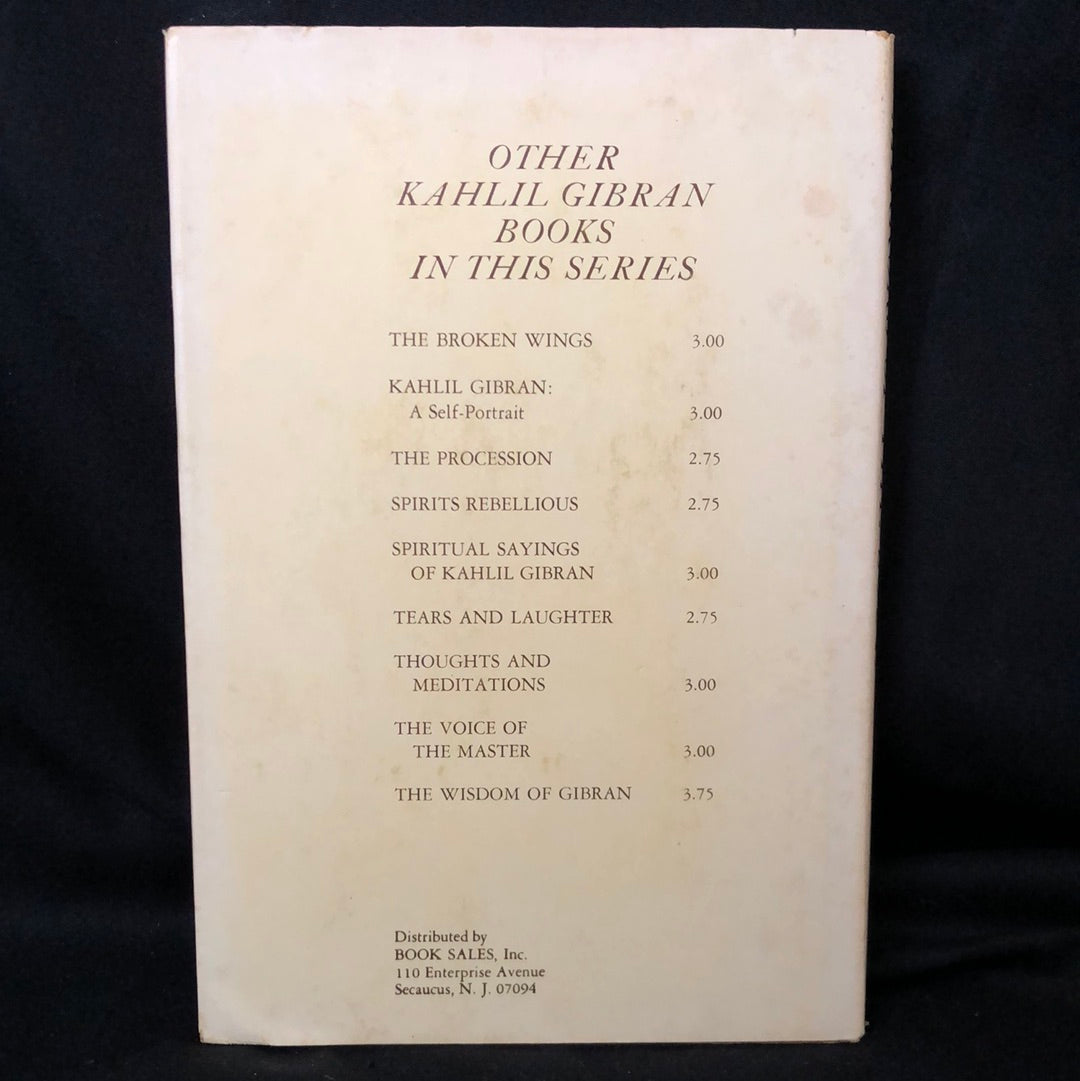 OTHER
KAHLIL GIBRAN
BOOKS
IN THIS SERIES
THE BROKEN WINGS 3.00
KAHLIL GIBRAN:
A Self-Portrait 3.00
THE PROCESSION 2.75
SPIRITS REBELLIOUS 2.75
SPIRITUAL SAYINGS
OF KAHLIL GIBRAN 3.00
TEARS AND LAUGHTER 2.75
THOUGHTS AND
MEDITATIONS 3.00
THE VOICE OF
THE MASTER 3.00
THE WISDOM OF GIBRAN 3.75
Distributed by
BOOK SALES, Inc.
110 Enterprise Avenue
Secaucus, N. J. 07094